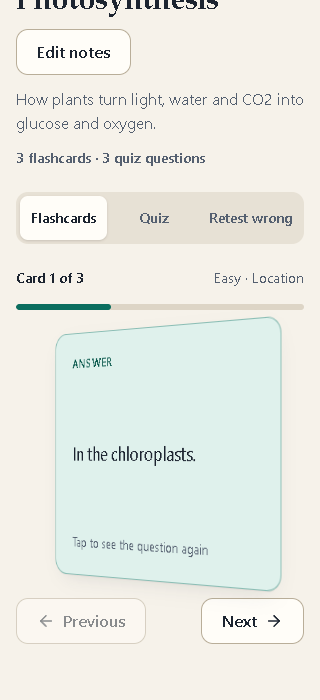 Photosynthesis
Edit notes
How plants turn light, water and CO2 into
glucose and oxygen.
3 flashcards · 3 quiz questions
Flashcards Quiz Retest wrong
Card 1 of 3 Easy · Location
ANSWER
In the chloroplasts.
Tap to see the question again
← Previous Next →